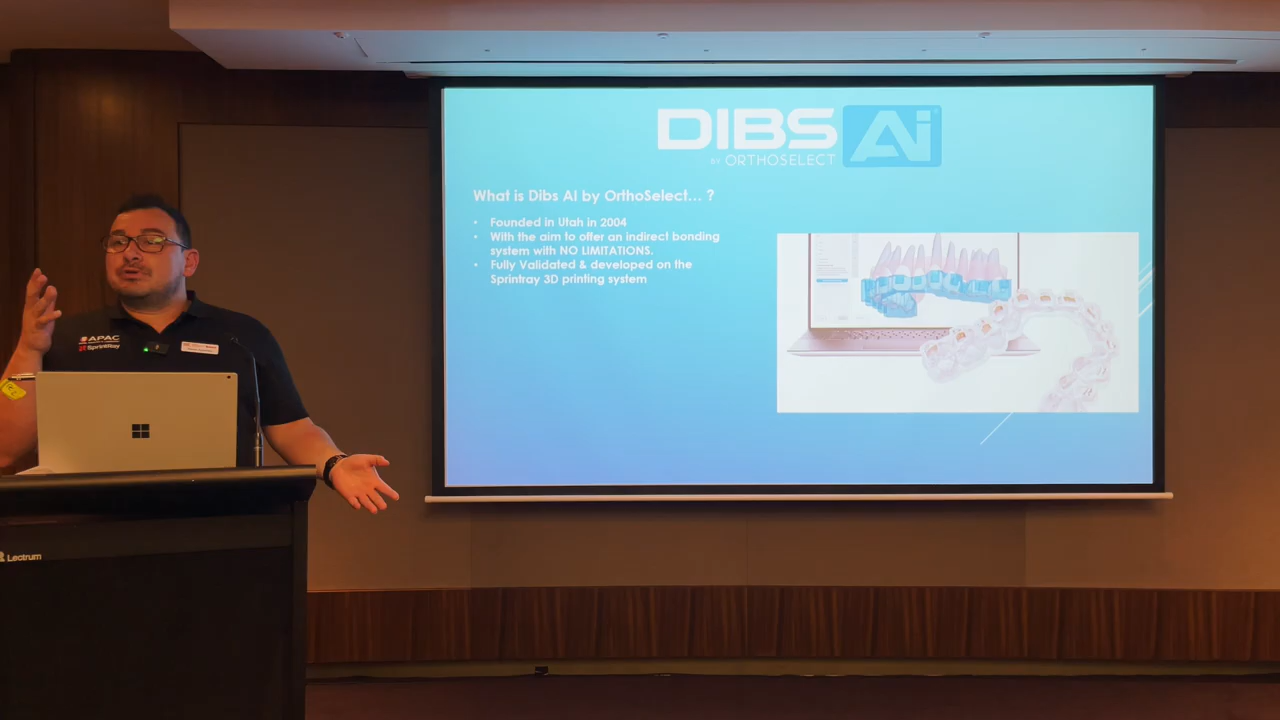 DIBS Ai
BY ORTHOSELECT
What is Dibs AI by OrthoSelect... ?
• Founded in Utah in 2004
• With the aim to offer an indirect bonding
system with NO LIMITATIONS.
• Fully Validated & developed on the
Sprintray 3D printing system
APAC
SprintRay
Lectrum